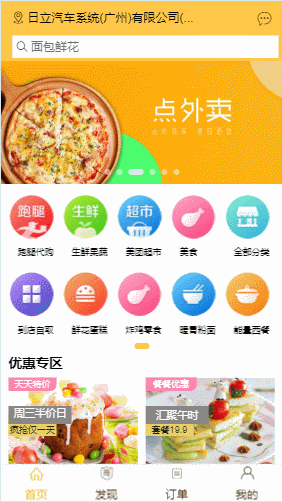 日立汽车系统(广州)有限公司(...
面包鲜花
点外卖
跑腿
生鲜
超市
跑腿代购
生鲜果蔬
美团超市
美食
全部分类
到店自取
鲜花蛋糕
炸鸡零食
暖胃粉面
能量西餐
优惠专区
天天特价
周三半价日
疯抢仅一天
餐餐优惠
汇聚午时
套餐19.9
首页
发现
订单
我的